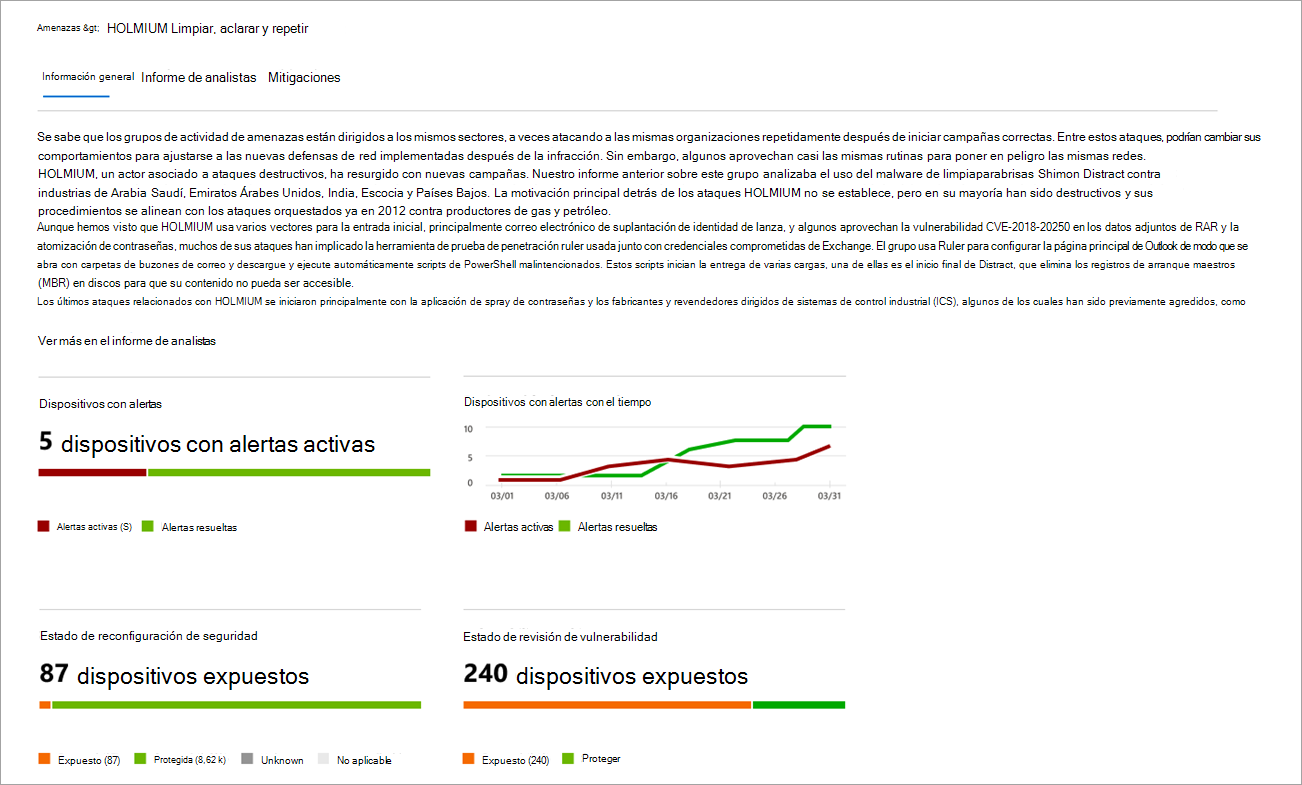 Amenazas &gt; HOLMIUM Limpiar, aclarar y repetir
Información general Informe de analistas Mitigaciones
Se sabe que los grupos de actividad de amenazas están dirigidos a los mismos sectores, a veces atacando a las mismas organizaciones repetidamente después de iniciar campañas correctas. Entre estos ataques, podrían cambiar sus
comportamientos para ajustarse a las nuevas defensas de red implementadas después de la infracción. Sin embargo, algunos aprovechan casi las mismas rutinas para poner en peligro las mismas redes.
HOLMIUM, un actor asociado a ataques destructivos, ha resurgido con nuevas campañas. Nuestro informe anterior sobre este grupo analizaba el uso del malware de limpiaparabrisas Shimon Distract contra
industrias de Arabia Saudí, Emiratos Árabes Unidos, India, Escocia y Países Bajos. La motivación principal detrás de los ataques HOLMIUM no se establece, pero en su mayoría han sido destructivos y sus
procedimientos se alinean con los ataques orquestados ya en 2012 contra productores de gas y petróleo.
Aunque hemos visto que HOLMIUM usa varios vectores para la entrada inicial, principalmente correo electrónico de suplantación de identidad de lanza, y algunos aprovechan la vulnerabilidad CVE-2018-20250 en los datos adjuntos de RAR y la
atomización de contraseñas, muchos de sus ataques han implicado la herramienta de prueba de penetración ruler usada junto con credenciales comprometidas de Exchange. El grupo usa Ruler para configurar la página principal de Outlook de modo que se
abra con carpetas de buzones de correo y descargue y ejecute automáticamente scripts de PowerShell malintencionados. Estos scripts inician la entrega de varias cargas, una de ellas es el inicio final de Distract, que elimina los registros de arranque maestros
(MBR) en discos para que su contenido no pueda ser accesible.
Los últimos ataques relacionados con HOLMIUM se iniciaron principalmente con la aplicación de spray de contraseñas y los fabricantes y revendedores dirigidos de sistemas de control industrial (ICS), algunos de los cuales han sido previamente agredidos, como
Ver más en el informe de analistas
Dispositivos con alertas
5 dispositivos con alertas activas
Alertas activas (S) Alertas resueltas
Dispositivos con alertas con el tiempo
10
5
0
03/01 03/06 03/11 03/16 03/21 03/26 03/31
Alertas activas Alertas resueltas
Estado de reconfiguración de seguridad
87 dispositivos expuestos
Expuesto (87) Protegida (8,62 k) Unknown No aplicable
Estado de revisión de vulnerabilidad
240 dispositivos expuestos
Expuesto (240) Proteger